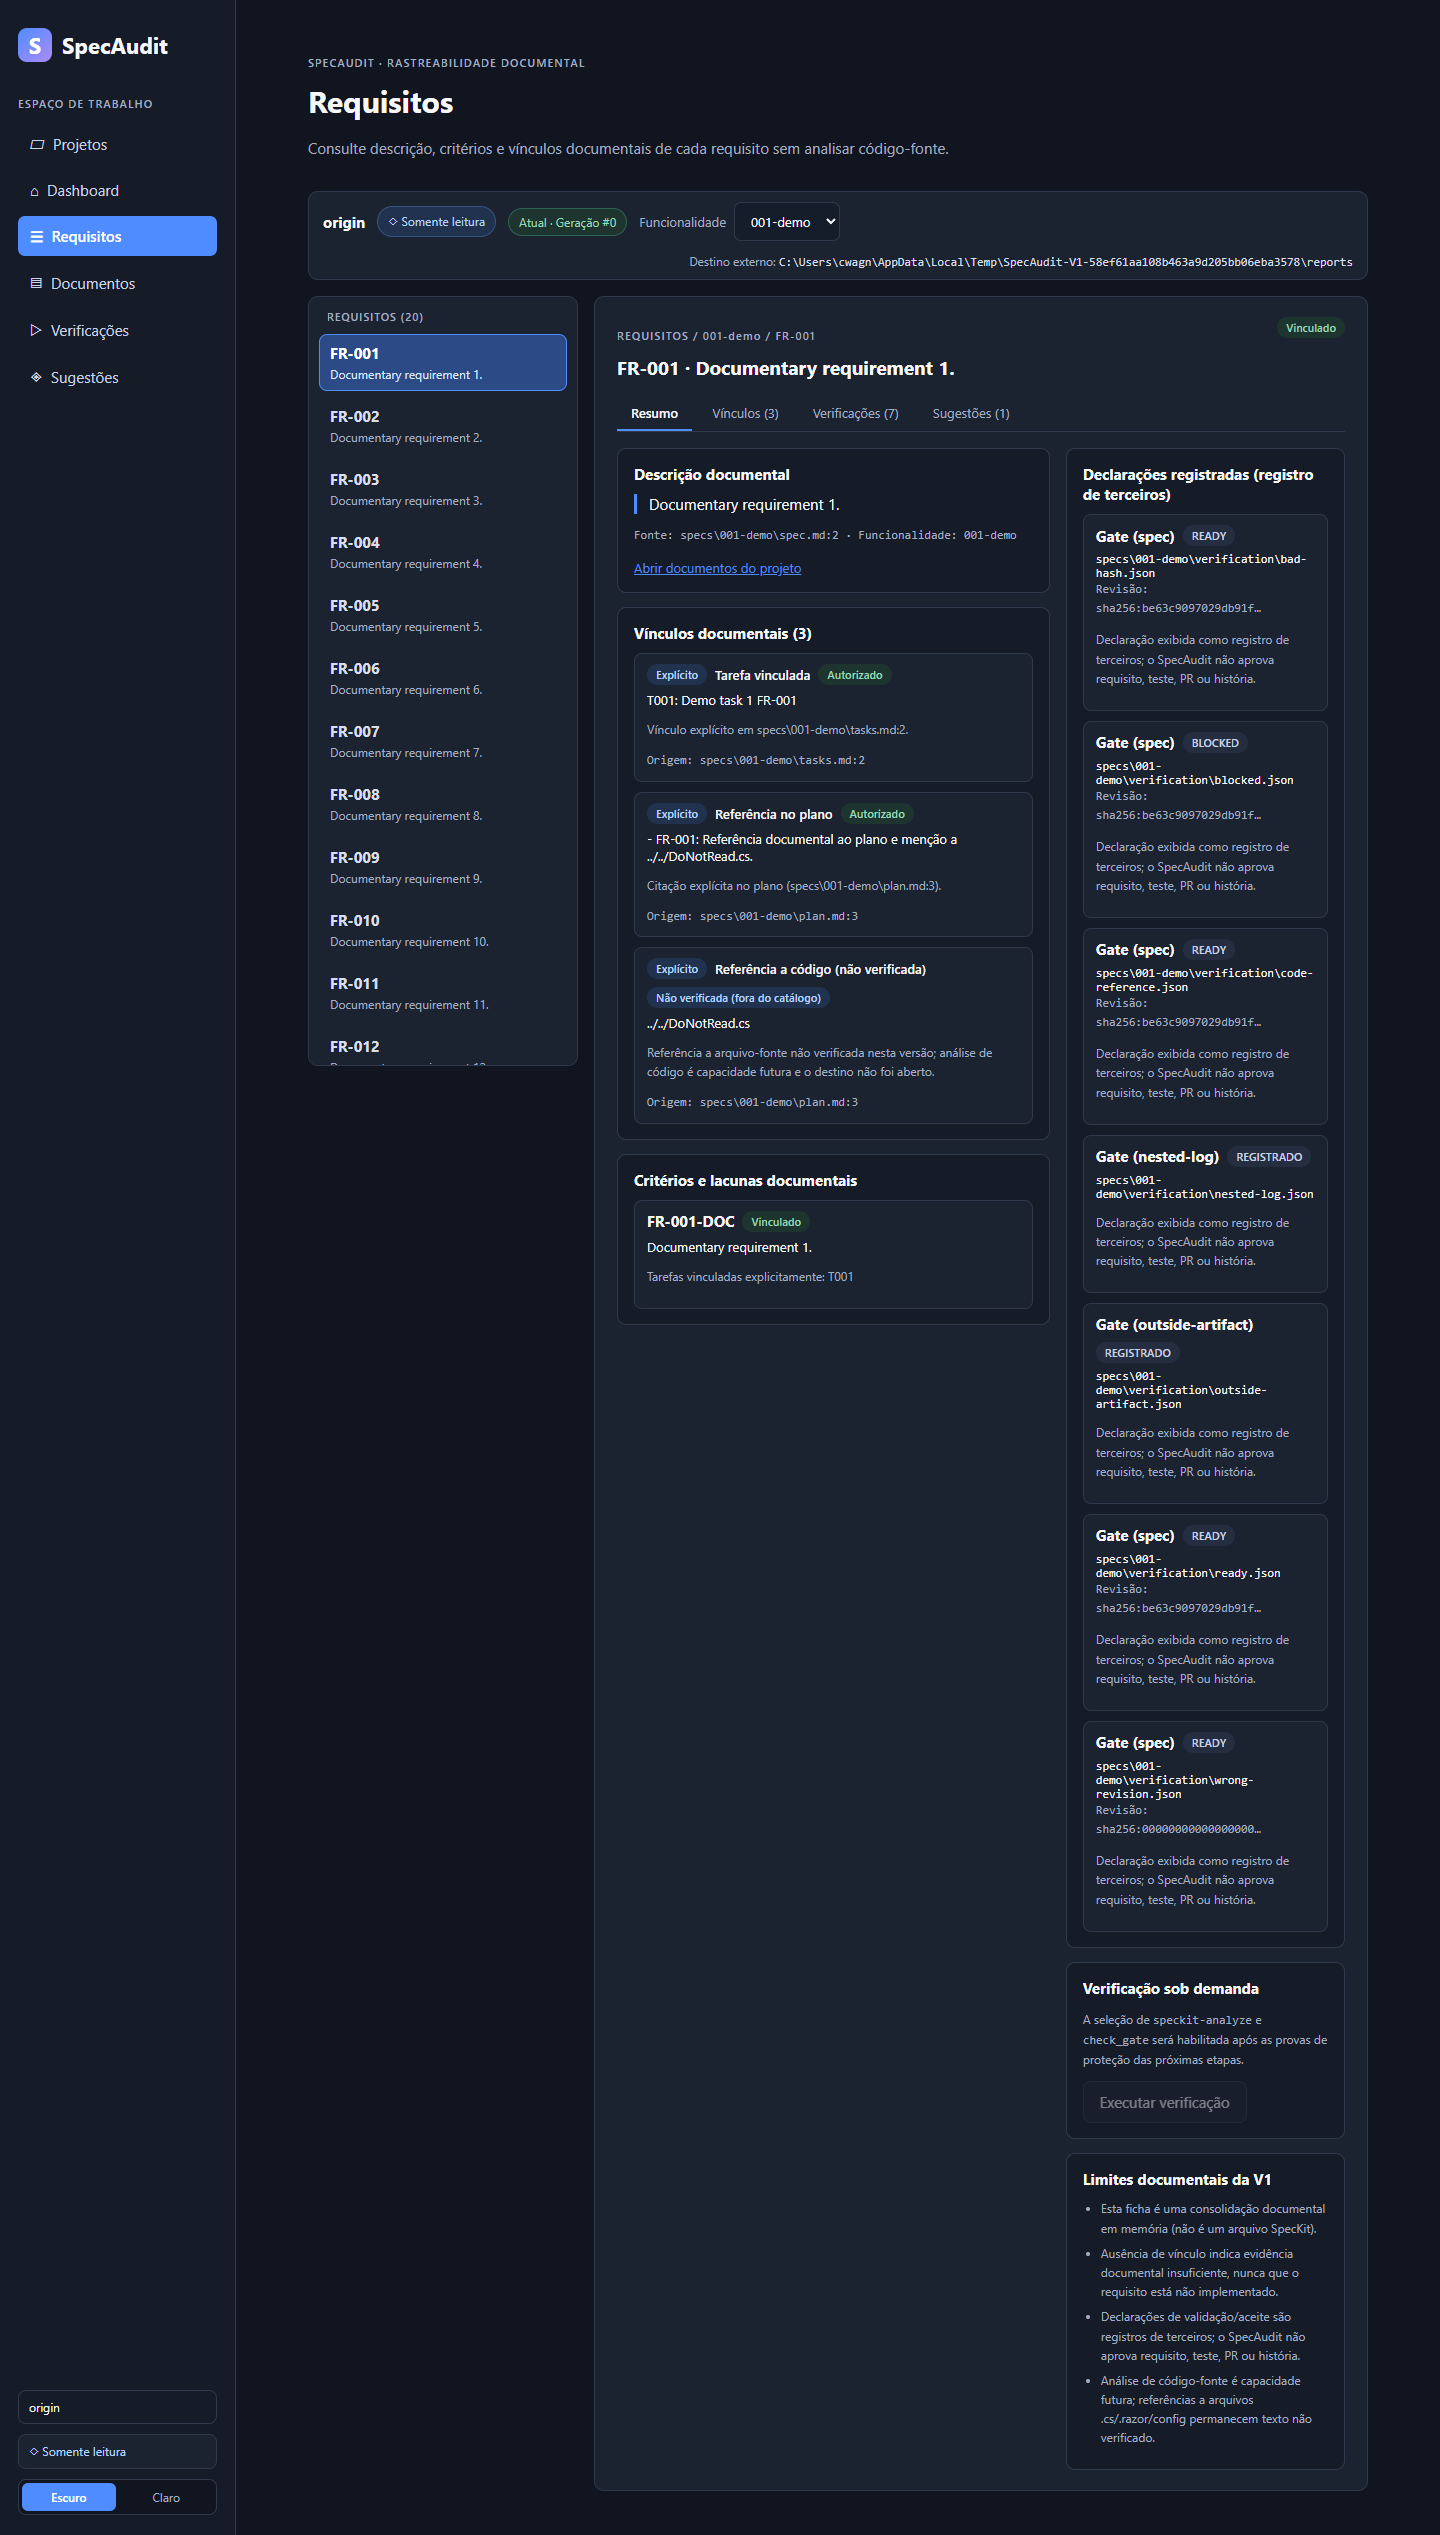 S SpecAudit
ESPAÇO DE TRABALHO
Projetos
Dashboard
Requisitos
Documentos
Verificações
Sugestões
origin
Somente leitura
Escuro Claro
SPECAUDIT · RASTREABILIDADE DOCUMENTAL
Requisitos
Consulte descrição, critérios e vínculos documentais de cada requisito sem analisar código-fonte.
origin Somente leitura Atual · Geração #0 Funcionalidade 001-demo
Destino externo: C:\Users\cwagn\AppData\Local\Temp\SpecAudit-V1-58ef61aa108b463a9d205bb06eba3578\reports
REQUISITOS (20)
FR-001
Documentary requirement 1.
FR-002
Documentary requirement 2.
FR-003
Documentary requirement 3.
FR-004
Documentary requirement 4.
FR-005
Documentary requirement 5.
FR-006
Documentary requirement 6.
FR-007
Documentary requirement 7.
FR-008
Documentary requirement 8.
FR-009
Documentary requirement 9.
FR-010
Documentary requirement 10.
FR-011
Documentary requirement 11.
FR-012
REQUISITOS / 001-demo / FR-001
Vinculado
FR-001 · Documentary requirement 1.
Resumo Vínculos (3) Verificações (7) Sugestões (1)
Descrição documental
Documentary requirement 1.
Fonte: specs\001-demo\spec.md:2 · Funcionalidade: 001-demo
Abrir documentos do projeto
Vínculos documentais (3)
Explícito Tarefa vinculada Autorizado
T001: Demo task 1 FR-001
Vínculo explícito em specs\001-demo\tasks.md:2.
Origem: specs\001-demo\tasks.md:2
Explícito Referência no plano Autorizado
- FR-001: Referência documental ao plano e menção a
../../DoNotRead.cs.
Citação explícita no plano (specs\001-demo\plan.md:3).
Origem: specs\001-demo\plan.md:3
Explícito Referência a código (não verificada)
Não verificada (fora do catálogo)
../../DoNotRead.cs
Referência a arquivo-fonte não verificada nesta versão; análise de
código é capacidade futura e o destino não foi aberto.
Origem: specs\001-demo\plan.md:3
Critérios e lacunas documentais
FR-001-DOC Vinculado
Documentary requirement 1.
Tarefas vinculadas explicitamente: T001
Declarações registradas (registro
de terceiros)
Gate (spec) READY
specs\001-demo\verification\bad-
hash.json
Revisão:
sha256:be63c9097029db91f…
Declaração exibida como registro de
terceiros; o SpecAudit não aprova
requisito, teste, PR ou história.
Gate (spec) BLOCKED
specs\001-
demo\verification\blocked.json
Revisão:
sha256:be63c9097029db91f…
Declaração exibida como registro de
terceiros; o SpecAudit não aprova
requisito, teste, PR ou história.
Gate (spec) READY
specs\001-demo\verification\code-
reference.json
Revisão:
sha256:be63c9097029db91f…
Declaração exibida como registro de
terceiros; o SpecAudit não aprova
requisito, teste, PR ou história.
Gate (nested-log) REGISTRADO
specs\001-
demo\verification\nested-log.json
Declaração exibida como registro de
terceiros; o SpecAudit não aprova
requisito, teste, PR ou história.
Gate (outside-artifact)
REGISTRADO
specs\001-
demo\verification\outside-
artifact.json
Declaração exibida como registro de
terceiros; o SpecAudit não aprova
requisito, teste, PR ou história.
Gate (spec) READY
specs\001-
demo\verification\ready.json
Revisão:
sha256:be63c9097029db91f…
Declaração exibida como registro de
terceiros; o SpecAudit não aprova
requisito, teste, PR ou história.
Gate (spec) READY
specs\001-
demo\verification\wrong-
revision.json
Revisão:
sha256:00000000000000000…
Declaração exibida como registro de
terceiros; o SpecAudit não aprova
requisito, teste, PR ou história.
Verificação sob demanda
A seleção de speckit-analyze e
check_gate será habilitada após as provas de
proteção das próximas etapas.
Executar verificação
Limites documentais da V1
• Esta ficha é uma consolidação documental
em memória (não é um arquivo SpecKit).
• Ausência de vínculo indica evidência
documental insuficiente, nunca que o
requisito está não implementado.
• Declarações de validação/aceite são
registros de terceiros; o SpecAudit não
aprova requisito, teste, PR ou história.
• Análise de código-fonte é capacidade
futura; referências a arquivos
.cs/.razor/config permanecem texto não
verificado.